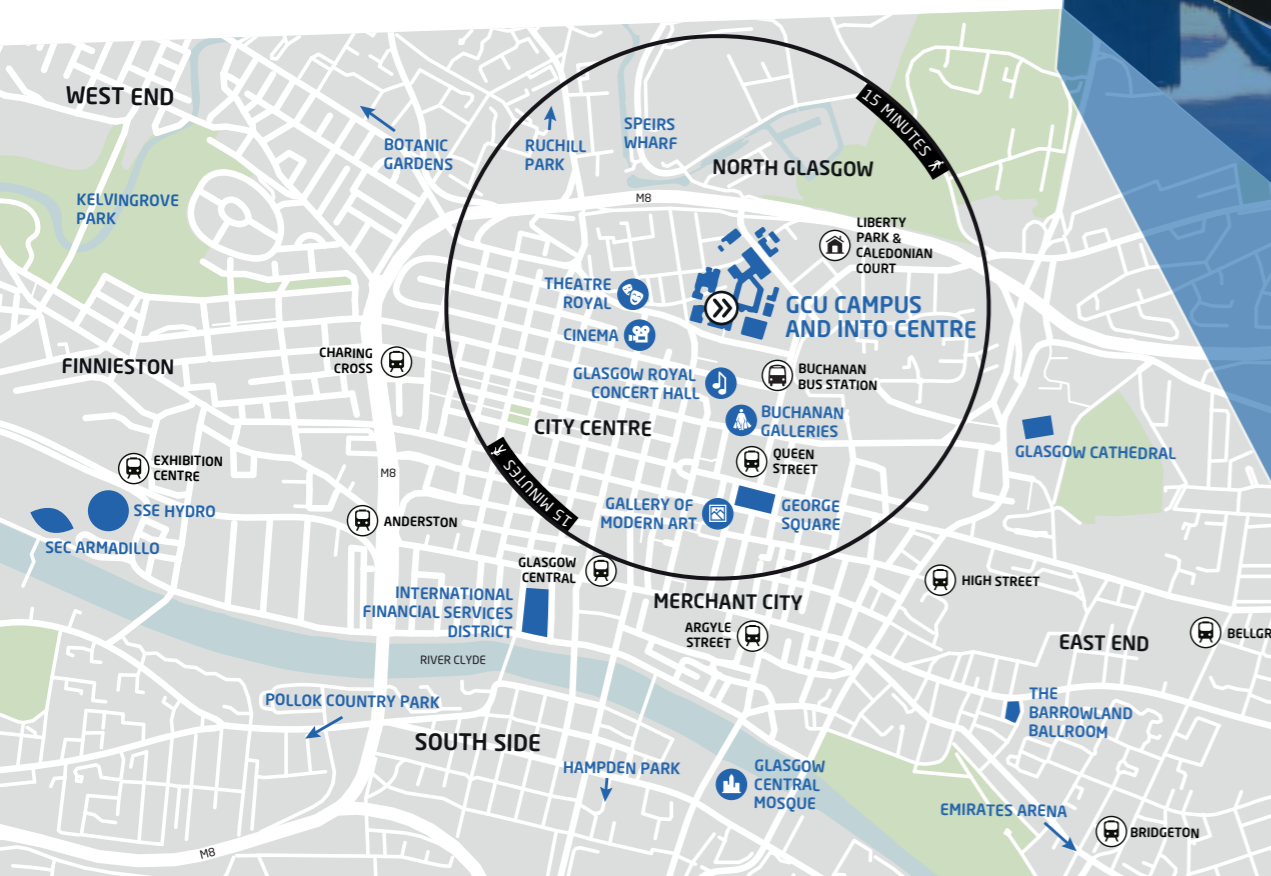 WEST END
BOTANIC
GARDENS
RUCHILL
PARK
SPEIRS
WHARF
15 MINUTES
NORTH GLASGOW
KELVINGROVE
PARK
M8
LIBERTY
PARK &
CALEDONIAN
COURT
THEATRE
ROYAL
GCU CAMPUS
AND INTO CENTRE
CINEMA
FINNIESTON
CHARING
CROSS
GLASGOW ROYAL
CONCERT HALL
BUCHANAN
BUS STATION
CITY CENTRE
BUCHANAN
GALLERIES
GLASGOW CATHEDRAL
EXHIBITION
CENTRE
M8
QUEEN
STREET
15 MINUTES
SSE HYDRO
SEC ARMADILLO
ANDERSTON
GALLERY OF
MODERN ART
GEORGE
SQUARE
GLASGOW
CENTRAL
HIGH STREET
INTERNATIONAL
FINANCIAL SERVICES
DISTRICT
MERCHANT CITY
ARGYLE
STREET
EAST END
BELLGR
RIVER CLYDE
POLLOK COUNTRY PARK
THE
BARROWLAND
BALLROOM
SOUTH SIDE
HAMPDEN PARK
GLASGOW
CENTRAL
MOSQUE
EMIRATES ARENA
BRIDGETON
M8